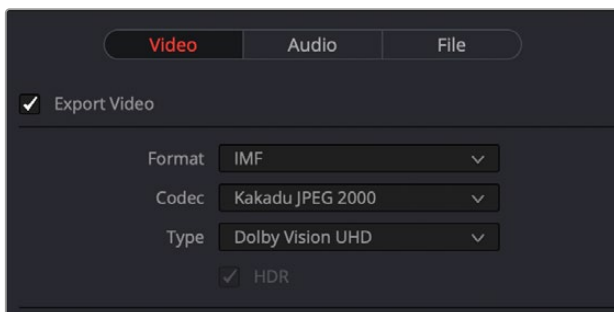 Video Audio File
Export Video
Format IMF
Codec Kakadu JPEG 2000
Type Dolby Vision UHD
HDR